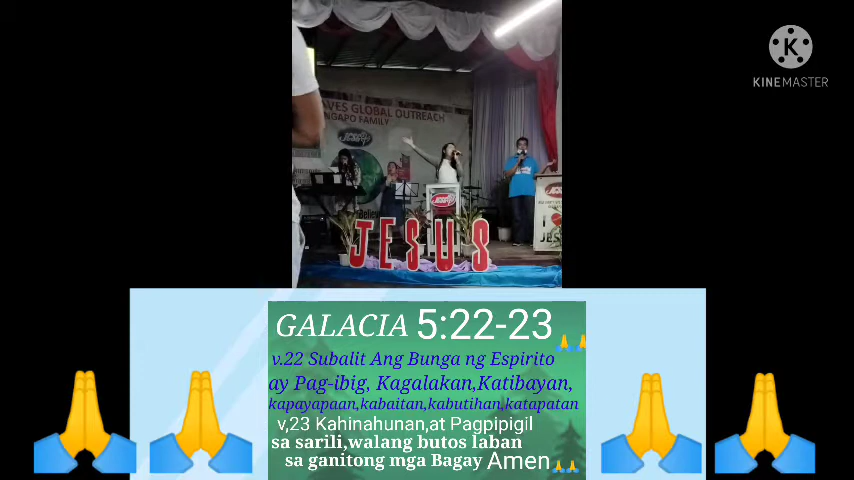 KINEMASTER
AVES GLOBAL OUTREACH
NGAPO FAMILY
JESUS
GALACIA 5:22-23
v.22 Subalit Ang Bunga ng Espirito
ay Pag-ibig, Kagalakan,Katibayan,
kapayapaan,kabaitan,kabutihan,katapatan
v,23 Kahinahunan,at Pagpipigil
sa sarili,walang butos laban
sa ganitong mga Bagay Amen